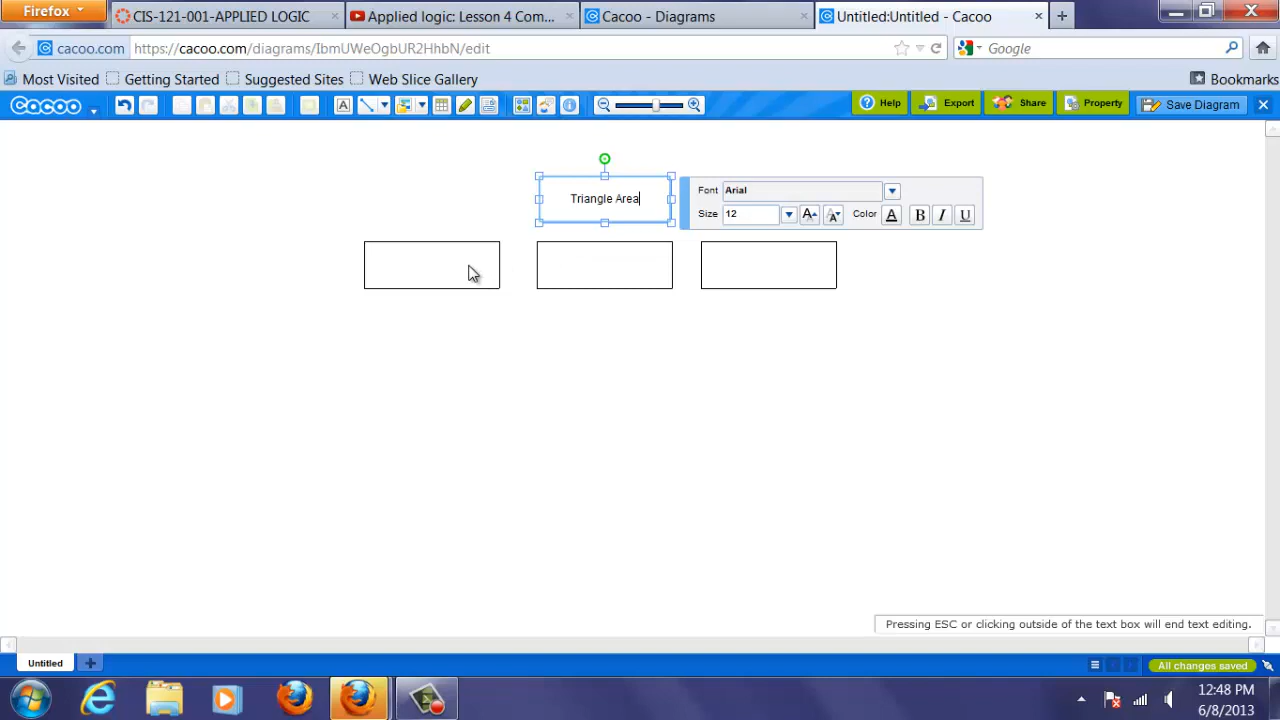 Firefox
CIS-121-001-APPLIED LOGIC
Applied logic: Lesson 4 Com...
Cacoo - Diagrams
Untitled:Untitled - Cacoo
cacoo.com
https://cacoo.com/diagrams/IbmUWeOgbUR2HhbN/edit
Google
Most Visited
Getting Started
Suggested Sites
Web Slice Gallery
Bookmarks
Cacoo
Help
Export
Share
Property
Save Diagram
Triangle Area
Font Arial
Size 12
Color A B I U
Pressing ESC or clicking outside of the text box will end text editing.
Untitled
All changes saved
12:48 PM
6/8/2013